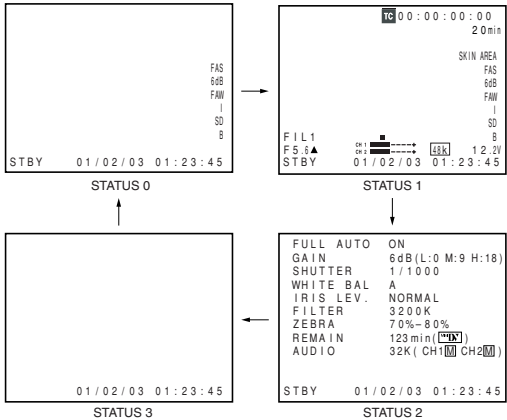 FAS
6dB
FAW
I
SD
B
STBY 01/02/03 01:23:45
STATUS 0
TC 00:00:00:00
20min
SKIN AREA
FAS
6dB
FAW
I
SD
FIL1 B
F5.6▲ CH1 CH2 48k 12.2V
STBY 01/02/03 01:23:45
STATUS 1
01/02/03 01:23:45
STATUS 3
FULL AUTO ON
GAIN 6dB(L:0 M:9 H:18)
SHUTTER 1/1000
WHITE BAL A
IRIS LEV. NORMAL
FILTER 3200K
ZEBRA 70%–80%
REMAIN 123min(Mini DV)
AUDIO 32K(CH1M CH2M)
STBY 01/02/03 01:23:45
STATUS 2